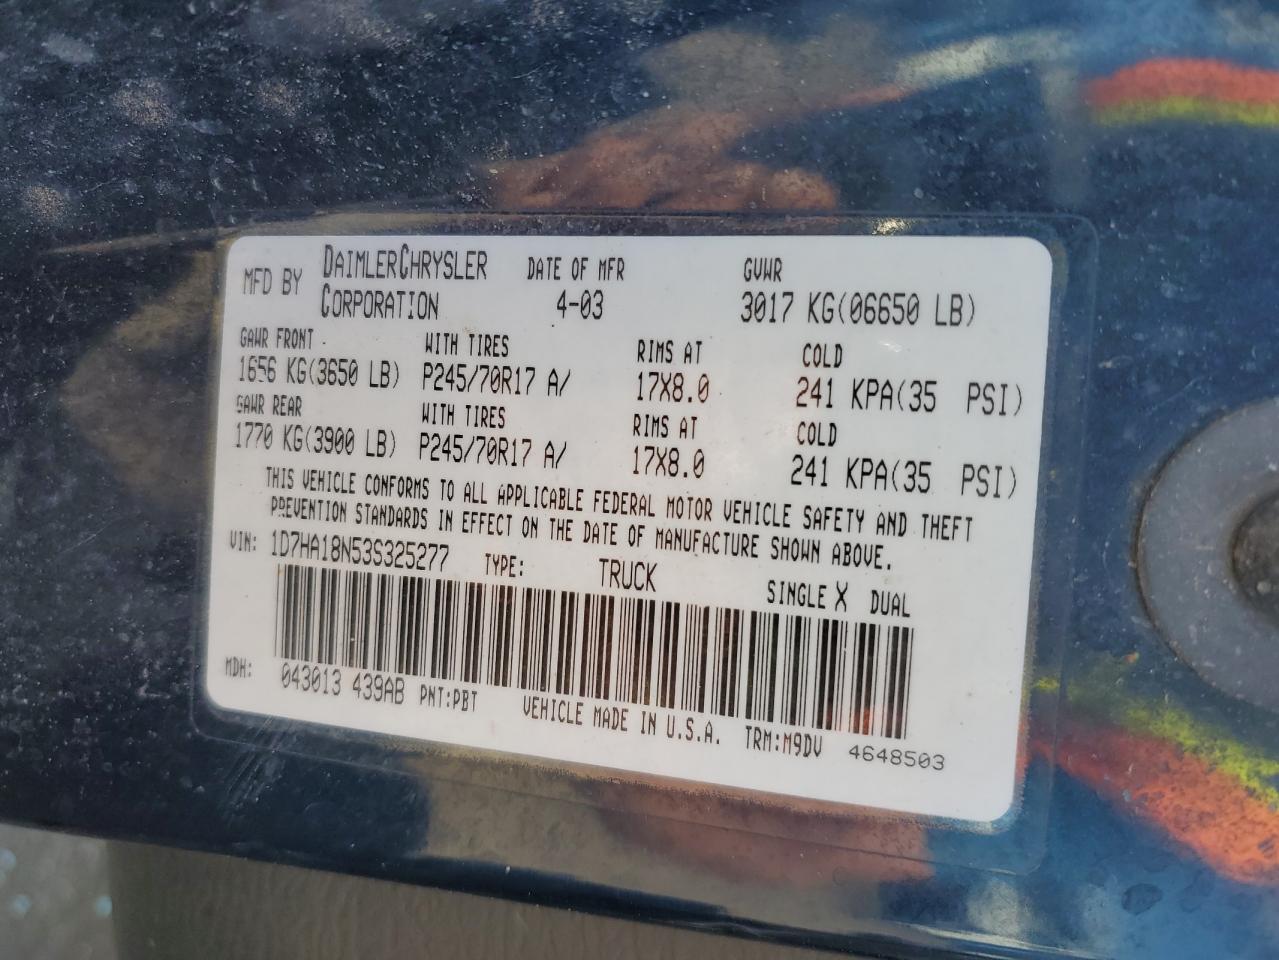 MFD BY DAIMLERCHRYSLER CORPORATION DATE OF MFR 4-03 GVWR 3017 KG(06650 LB)
GAWR FRONT WITH TIRES RIMS AT COLD
1656 KG(3650 LB) P245/70R17 A/ 17X8.0 241 KPA(35 PSI)
GAWR REAR WITH TIRES RIMS AT COLD
1770 KG(3900 LB) P245/70R17 A/ 17X8.0 241 KPA(35 PSI)
THIS VEHICLE CONFORMS TO ALL APPLICABLE FEDERAL MOTOR VEHICLE SAFETY AND THEFT
PREVENTION STANDARDS IN EFFECT ON THE DATE OF MANUFACTURE SHOWN ABOVE.
VIN: 1D7HA18N53S325277 TYPE: TRUCK SINGLE X DUAL
MDH: 043013 439AB PNT:PBT VEHICLE MADE IN U.S.A. TRM:M9DV 4648503